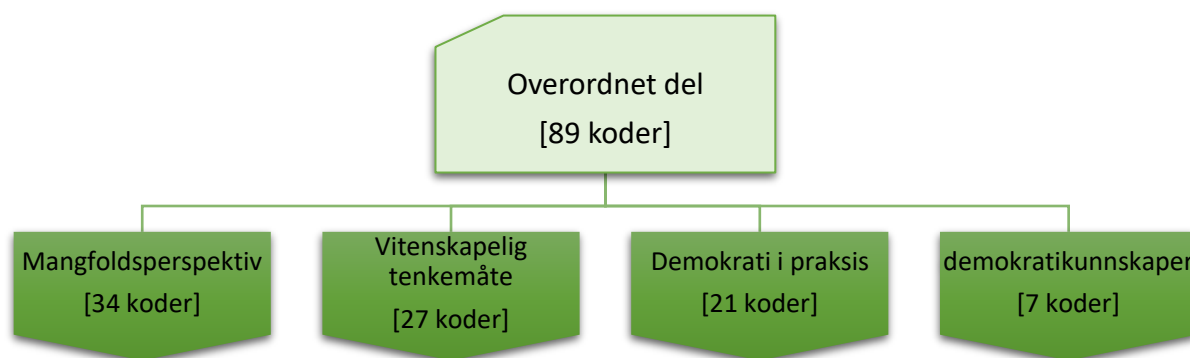 Overordnet del
[89 koder]
Mangfoldsperspektiv
[34 koder]
Vitenskapelig
tenkemåte
[27 koder]
Demokrati i praksis
[21 koder]
demokratikunnskaper
[7 koder]